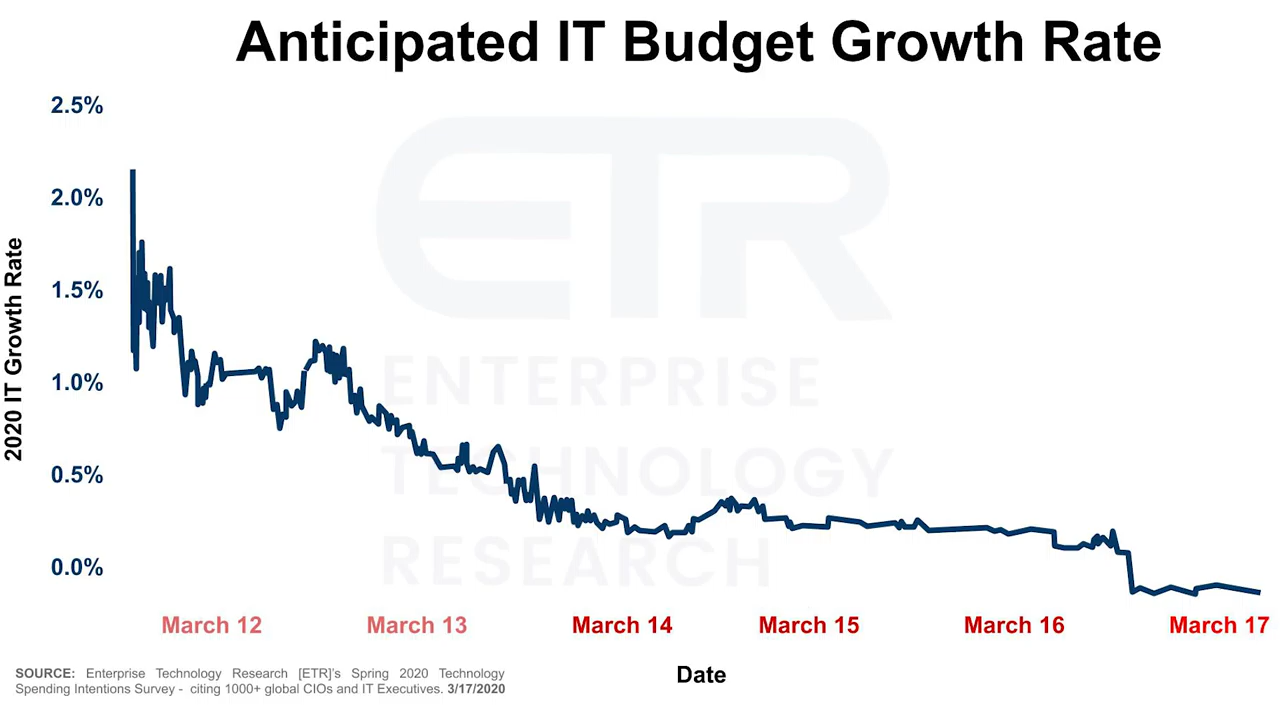 Anticipated IT Budget Growth Rate
2.5%
2.0%
1.5%
1.0%
0.5%
0.0%
2020 IT Growth Rate
ETR
ENTERPRISE
TECHNOLOGY
RESEARCH
March 12 March 13 March 14 March 15 March 16 March 17
Date
SOURCE: Enterprise Technology Research [ETR]'s Spring 2020 Technology
Spending Intentions Survey - citing 1000+ global CIOs and IT Executives. 3/17/2020